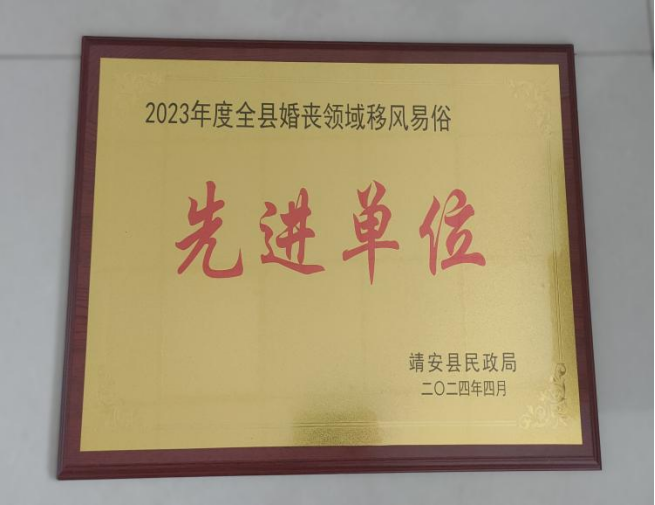 2023年度全县婚丧领域移风易俗
先进单位
靖安县民政局
二〇二四年四月